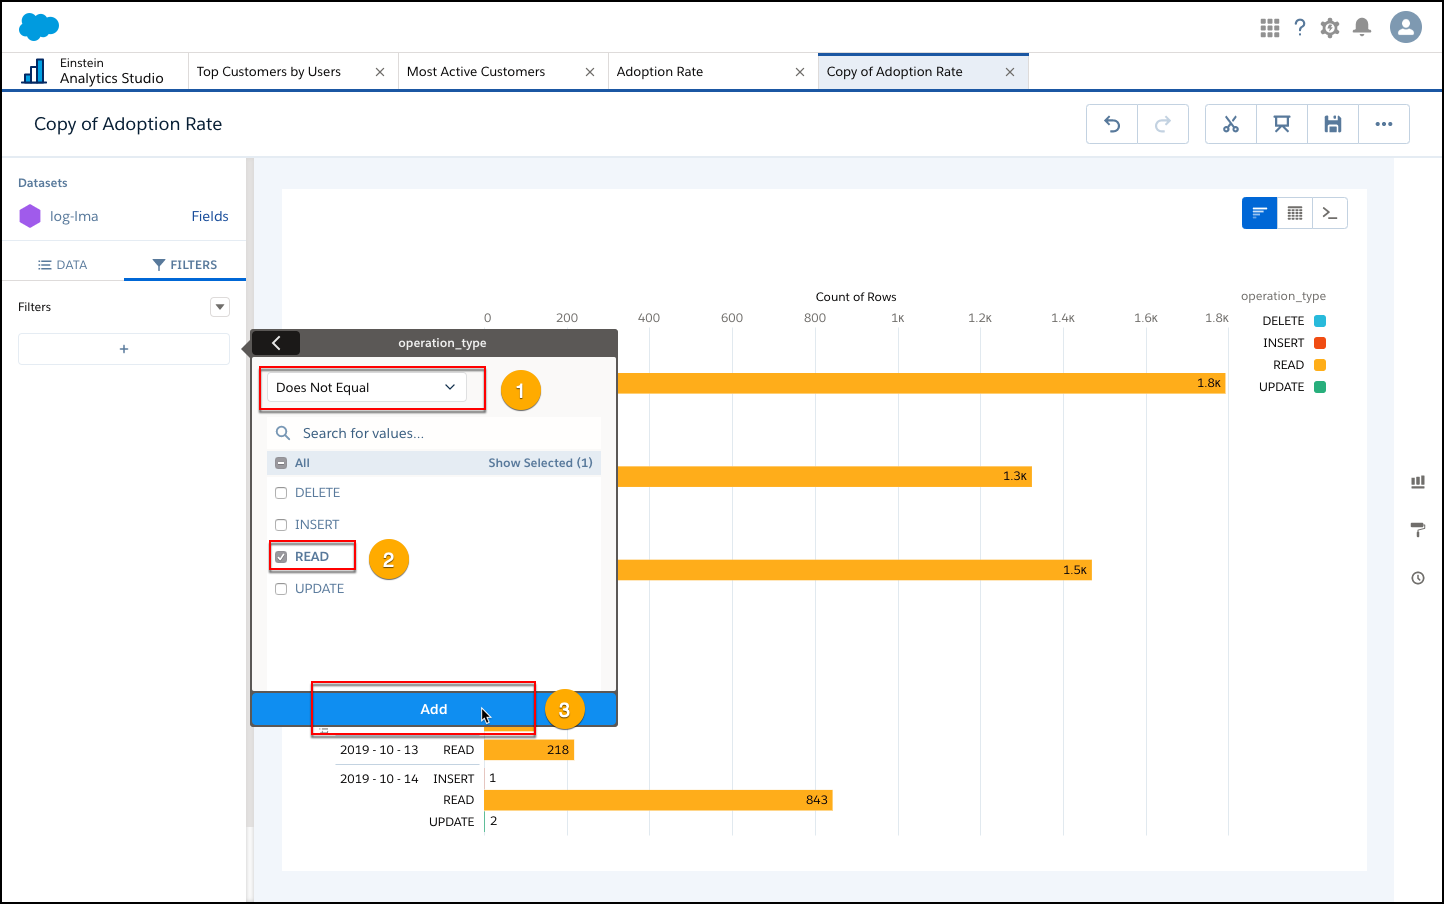 Einstein
Analytics Studio
Top Customers by Users
Most Active Customers
Adoption Rate
Copy of Adoption Rate
Copy of Adoption Rate
Datasets
log-lma
Fields
DATA
FILTERS
Filters
+
operation_type
Does Not Equal
1
Search for values...
All
Show Selected (1)
DELETE
INSERT
READ
2
UPDATE
Add
3
Count of Rows
0
200
400
600
800
1K
1.2K
1.4K
1.6K
1.8K
operation_type
DELETE
INSERT
READ
UPDATE
1.8K
1.3K
1.5K
2019 - 10 - 13 READ 218
2019 - 10 - 14 INSERT 1
READ 843
UPDATE 2